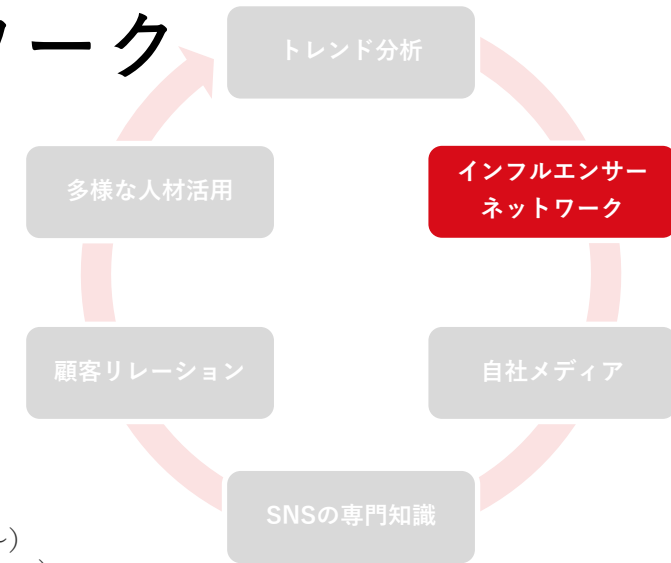 ワーク
トレンド分析
多様な人材活用
インフルエンサー
ネットワーク
顧客リレーション
自社メディア
SNSの専門知識